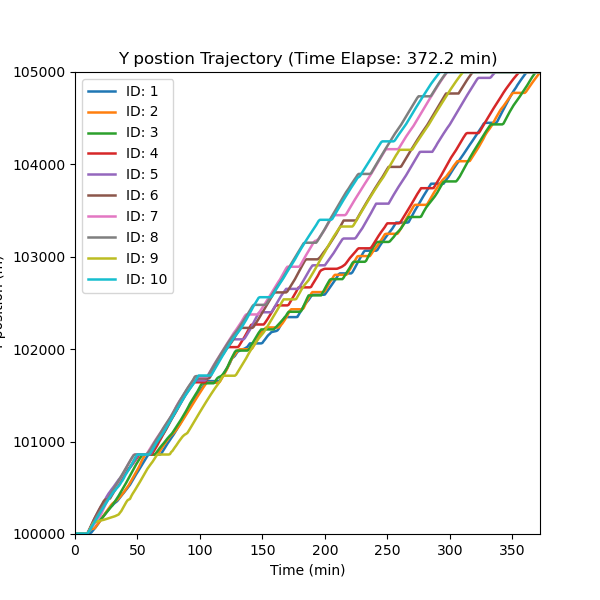 Y postion Trajectory (Time Elapse: 372.2 min)
105000
104000
103000
102000
101000
100000
ID: 1
ID: 2
ID: 3
ID: 4
ID: 5
ID: 6
ID: 7
ID: 8
ID: 9
ID: 10
0 50 100 150 200 250 300 350
Time (min)